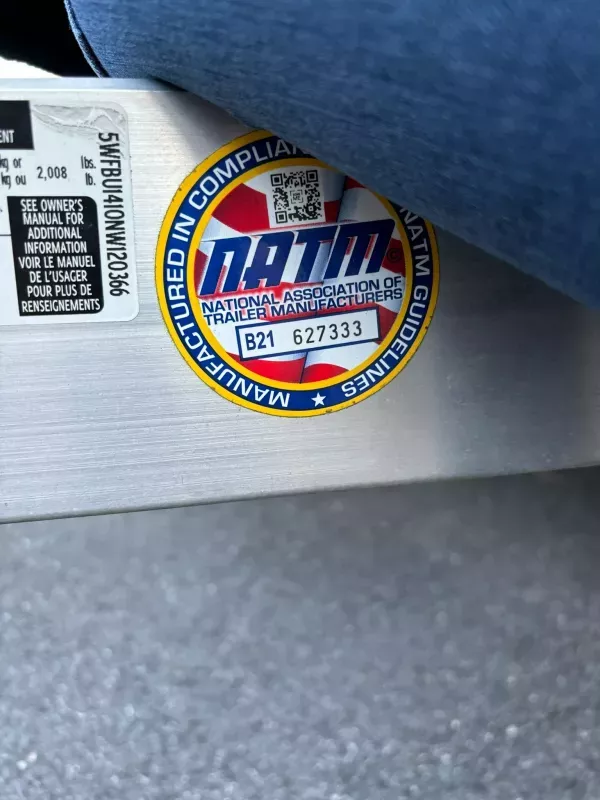 ENT
kg or 2,008 lbs.
kg ou lb.
SEE OWNER'S
MANUAL FOR
ADDITIONAL
INFORMATION
VOIR LE MANUEL
DE L'USAGER
POUR PLUS DE
RENSEIGNEMENTS
5WFBU1410NW120366
MANUFACTURED IN COMPLIAN
NATM GUIDELINES
NATM
NATIONAL ASSOCIATION OF
TRAILER MANUFACTURERS
B21 627333